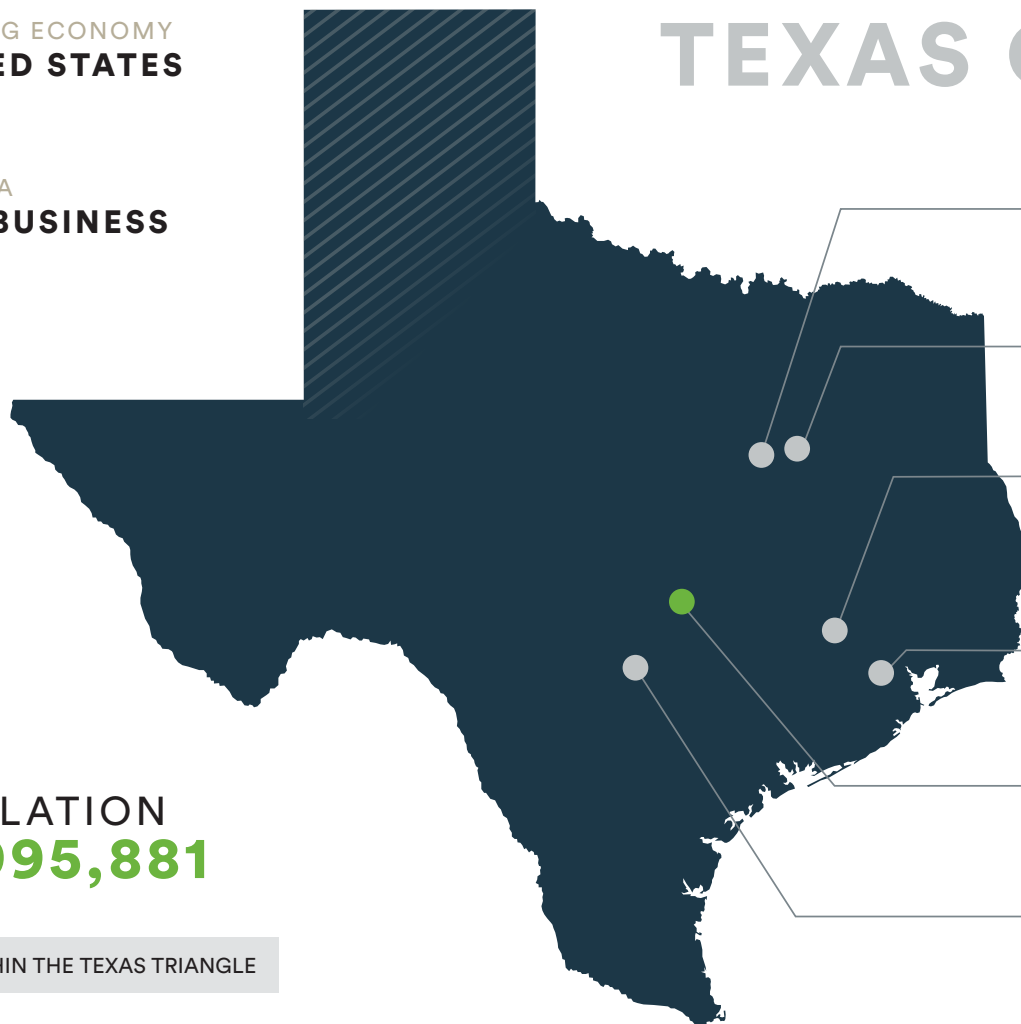 G ECONOMY
ED STATES
A
BUSINESS
TEXAS
LATION
95,881
HIN THE TEXAS TRIANGLE